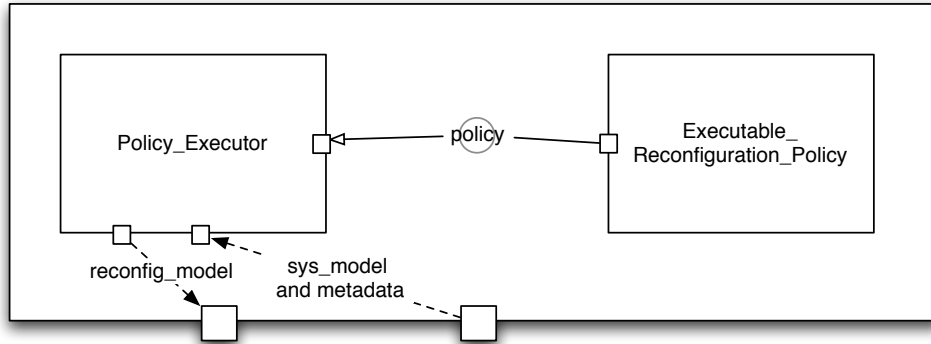 Policy_Executor
policy
Executable_
Reconfiguration_Policy
reconfig_model
sys_model
and metadata